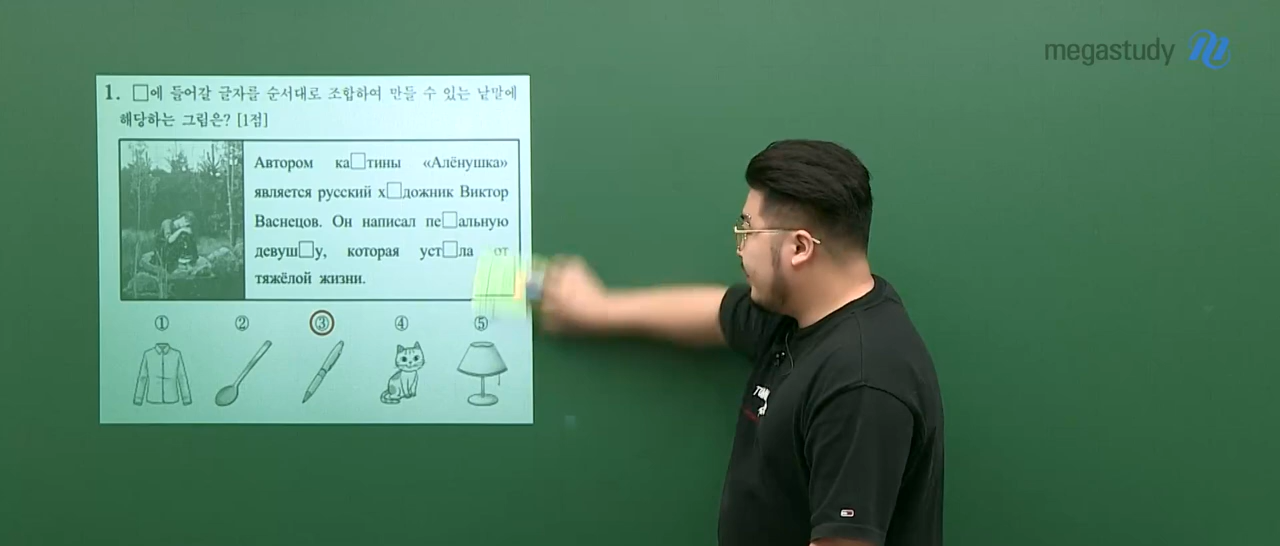 megastudy
1. □에 들어갈 글자를 순서대로 조합하여 만들 수 있는 낱말에
해당하는 그림은? [1점]
Автором ка□тины «Алёнушка»
является русский х□дожник Виктор
Васнецов. Он написал пе□альную
девуш□у, которая уст□ла от
тяжёлой жизни.
① ② ③ ④ ⑤